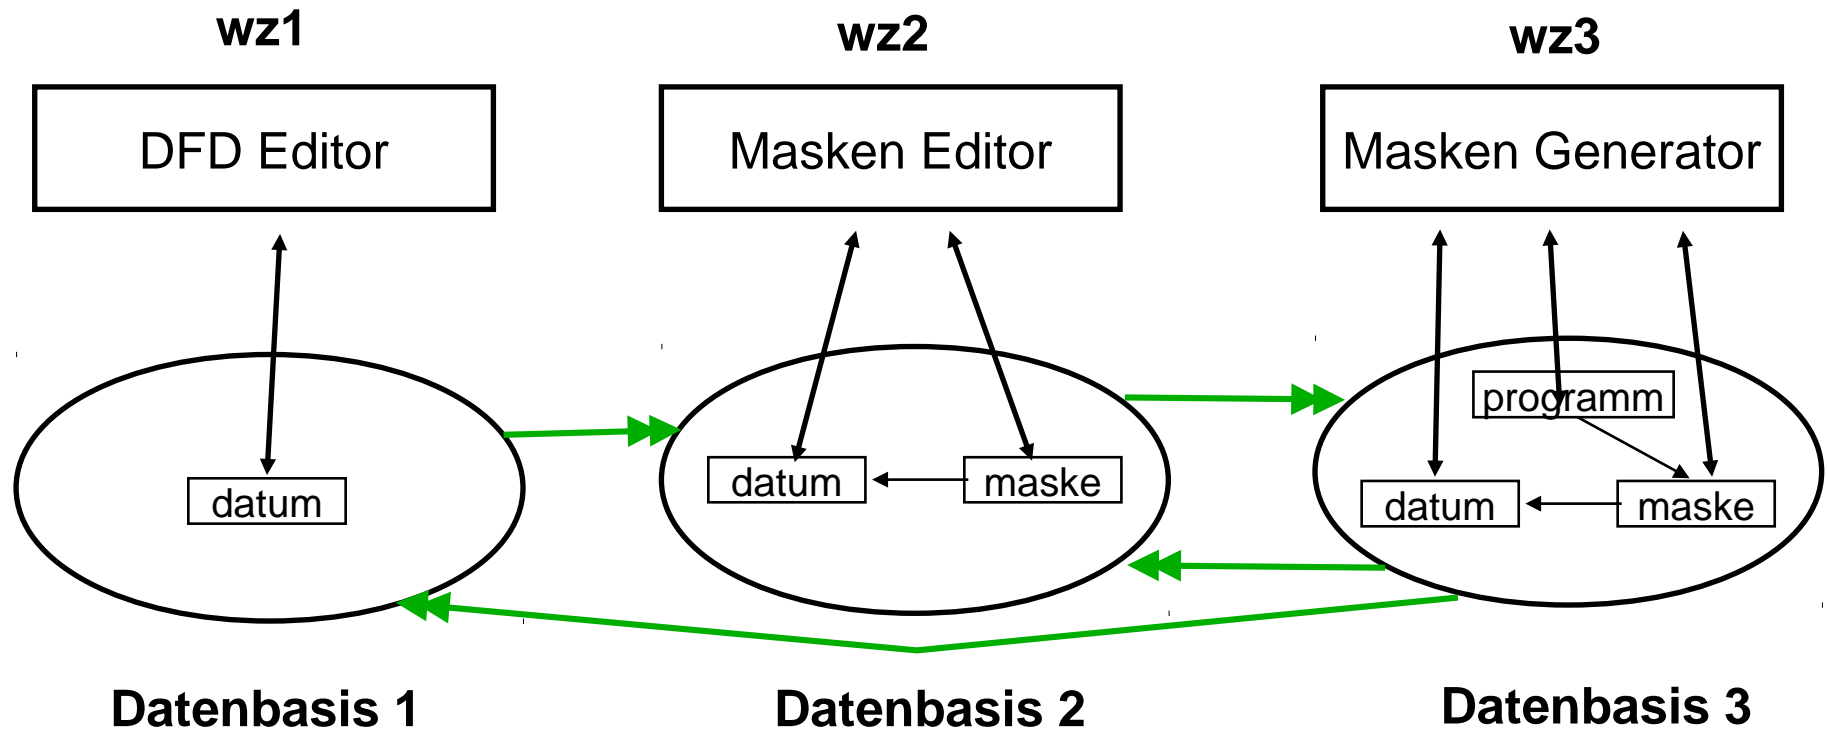 wz1
wz2
wz3
DFD Editor
Masken Editor
Masken Generator
programm
datum
datum
maske
datum
maske
Datenbasis 1
Datenbasis 2
Datenbasis 3